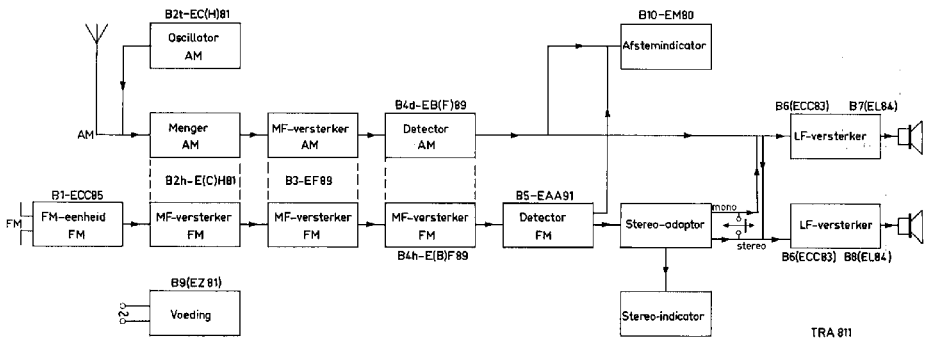 B2t-EC(H)81
Oscillator
AM
B10-EM80
Afstemindicator
AM
Menger
AM
MF-versterker
AM
B4d-EB(F)89
Detector
AM
B6(ECC83) B7(EL84)
LF-versterker
B2h-E(C)H81
B3-EF89
B1-ECC85
FM
FM-eenheid
FM
MF-versterker
FM
MF-versterker
FM
MF-versterker
FM
B4h-E(B)F89
B5-EAA91
Detector
FM
Stereo-adaptor
mono
stereo
LF-versterker
B6(ECC83) B8(EL84)
B9(EZ81)
Voeding
Stereo-indicator
TRA 811